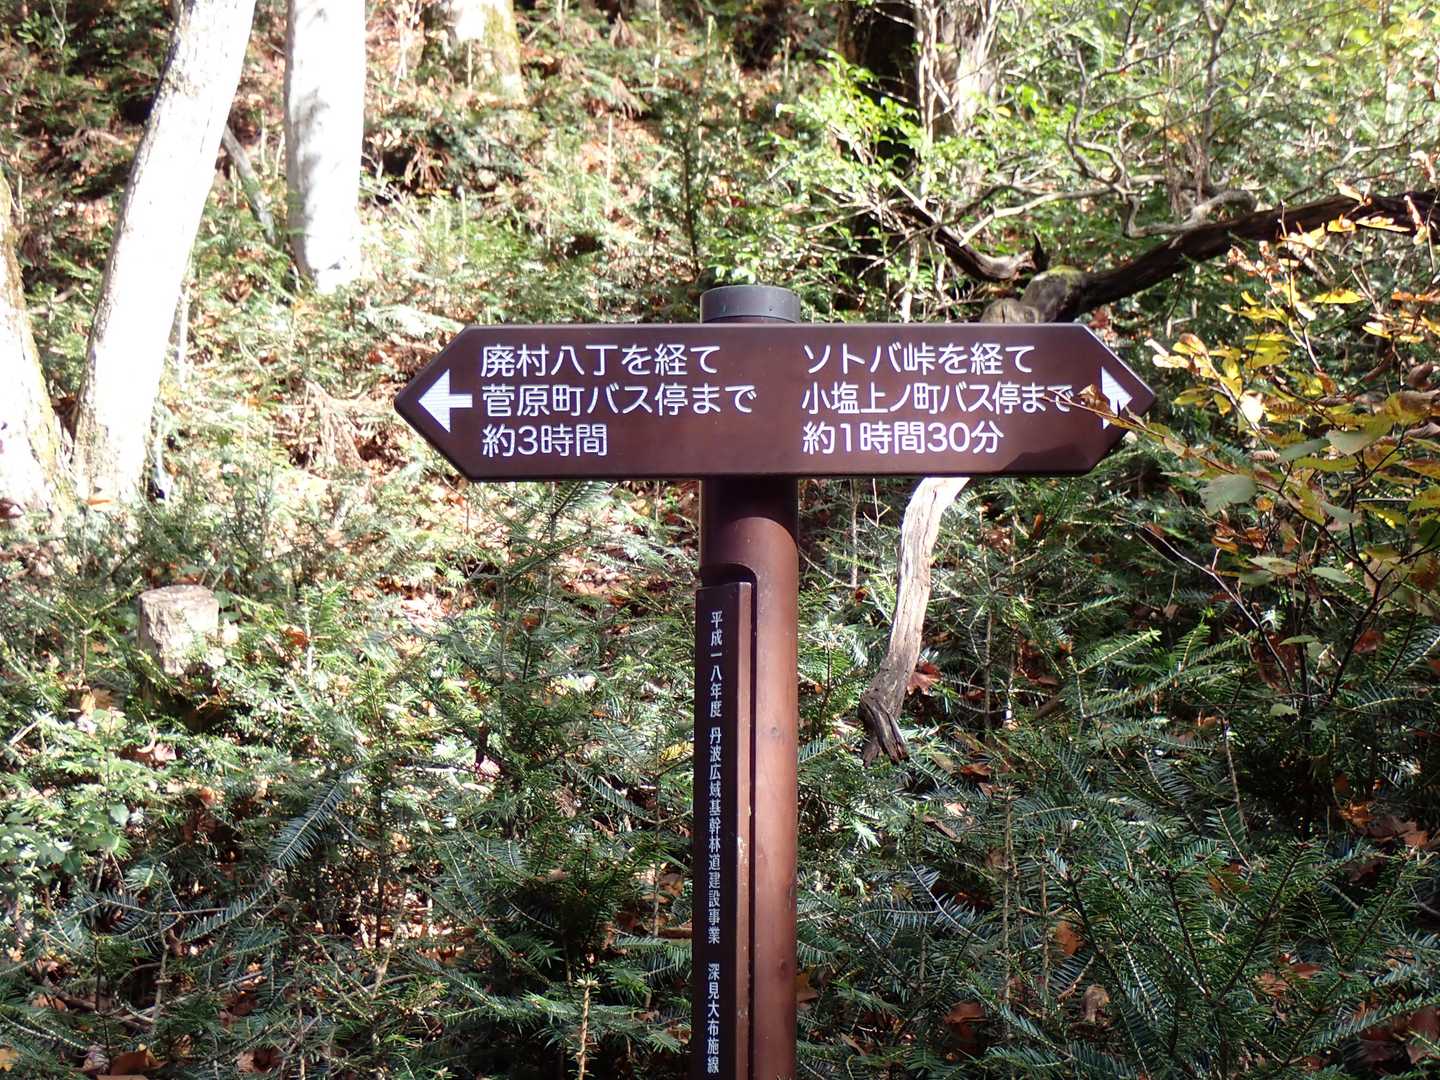 廃村八丁を経て
菅原町バス停まで
約3時間
ソトバ峠を経て
小塩上ノ町バス停まで
約1時間30分
平成一八年度 丹波広域基幹林道建設事業 深見大布施線